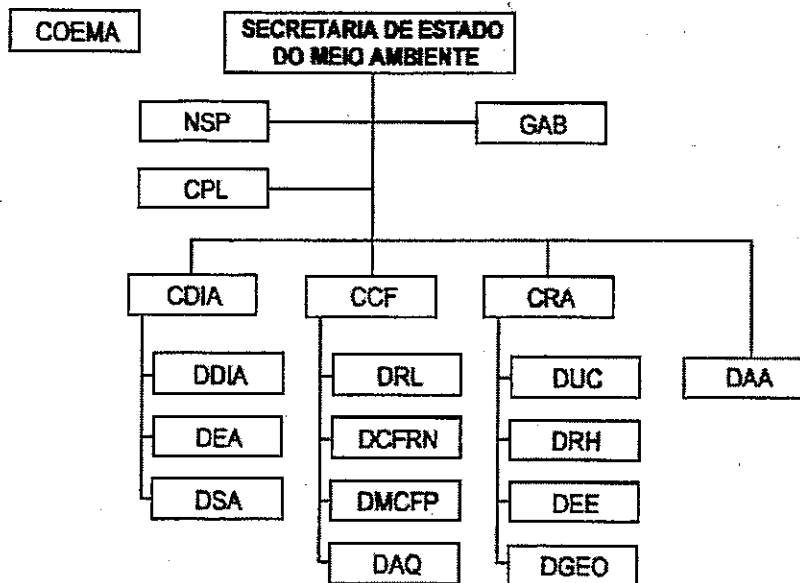 COEMA
SECRETARIA DE ESTADO
DO MEIO AMBIENTE
NSP
GAB
CPL
CDIA
CCF
CRA
DDIA
DRL
DUC
DAA
DEA
DCFRN
DRH
DSA
DMCFP
DEE
DAQ
DGEO